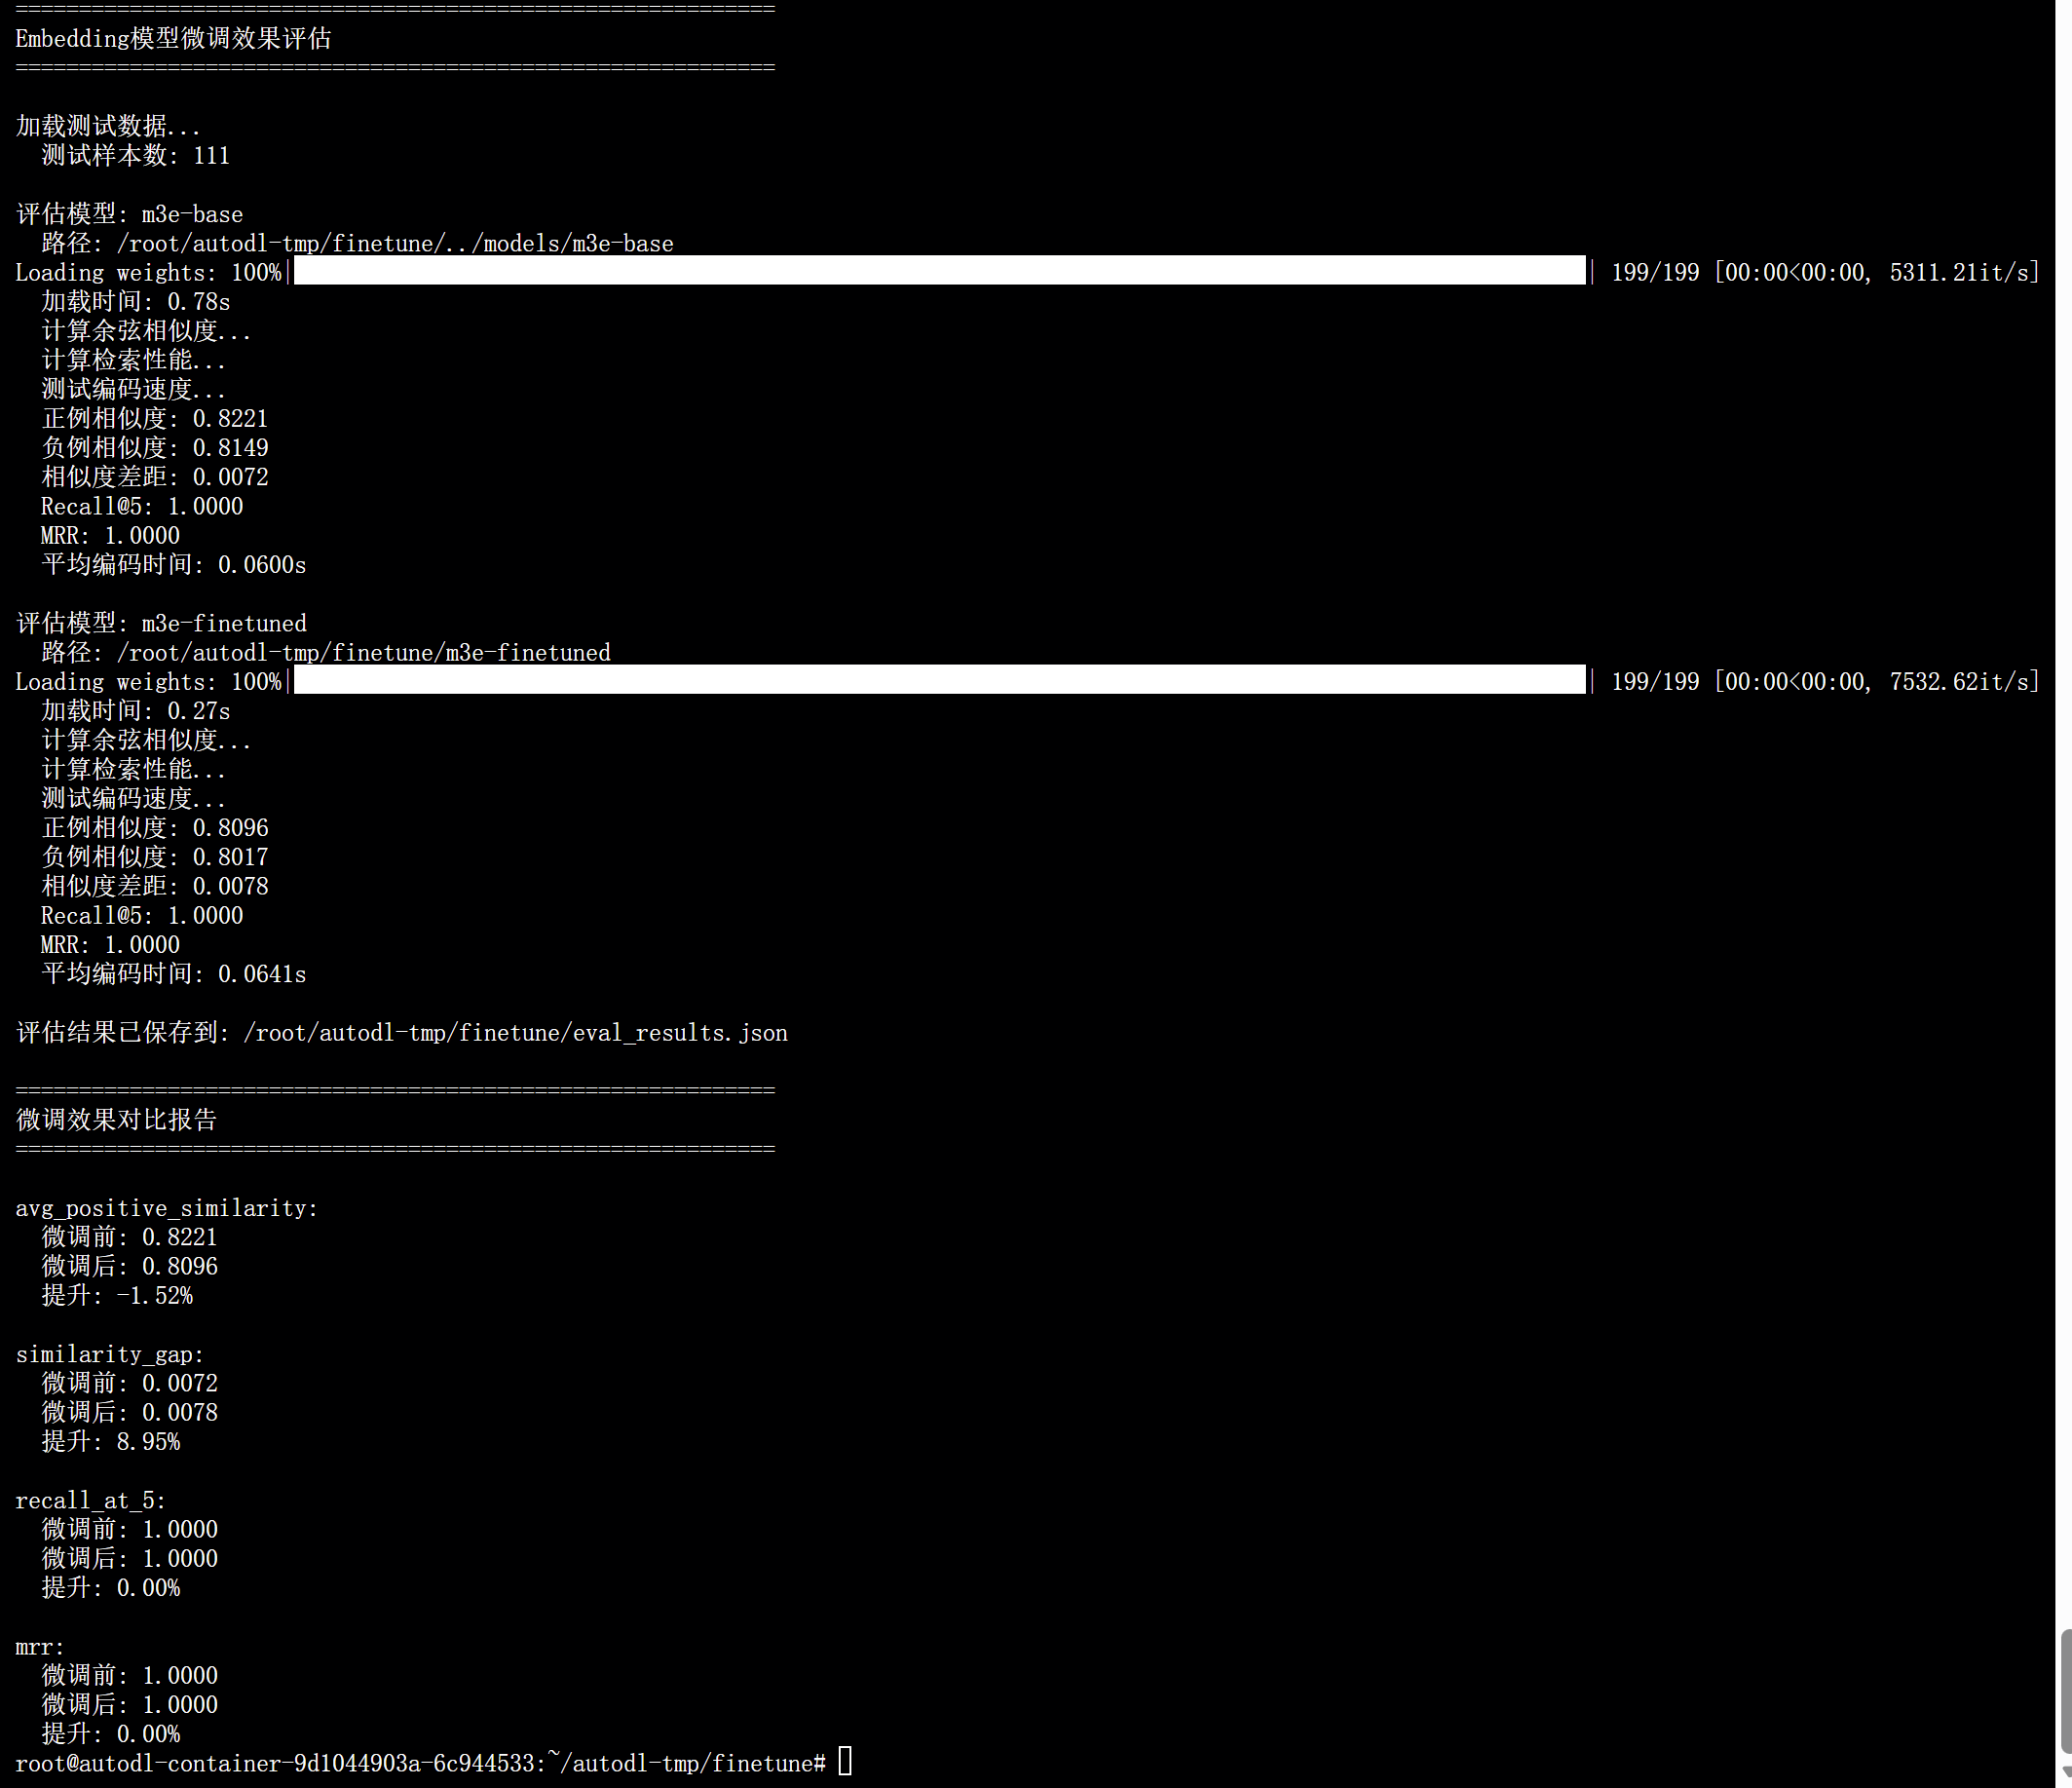 ============================================================
Embedding模型微调效果评估
============================================================
加载测试数据...
测试样本数: 111
评估模型: m3e-base
路径: /root/autodl-tmp/finetune/../models/m3e-base
Loading weights: 100%| | 199/199 [00:00<00:00, 5311.21it/s]
加载时间: 0.78s
计算余弦相似度...
计算检索性能...
测试编码速度...
正例相似度: 0.8221
负例相似度: 0.8149
相似度差距: 0.0072
Recall@5: 1.0000
MRR: 1.0000
平均编码时间: 0.0600s
评估模型: m3e-finetuned
路径: /root/autodl-tmp/finetune/m3e-finetuned
Loading weights: 100%| | 199/199 [00:00<00:00, 7532.62it/s]
加载时间: 0.27s
计算余弦相似度...
计算检索性能...
测试编码速度...
正例相似度: 0.8096
负例相似度: 0.8017
相似度差距: 0.0078
Recall@5: 1.0000
MRR: 1.0000
平均编码时间: 0.0641s
评估结果已保存到: /root/autodl-tmp/finetune/eval_results.json
============================================================
微调效果对比报告
============================================================
avg_positive_similarity:
微调前: 0.8221
微调后: 0.8096
提升: -1.52%
similarity_gap:
微调前: 0.0072
微调后: 0.0078
提升: 8.95%
recall_at_5:
微调前: 1.0000
微调后: 1.0000
提升: 0.00%
mrr:
微调前: 1.0000
微调后: 1.0000
提升: 0.00%
root@autodl-container-9d1044903a-6c944533:~/autodl-tmp/finetune#